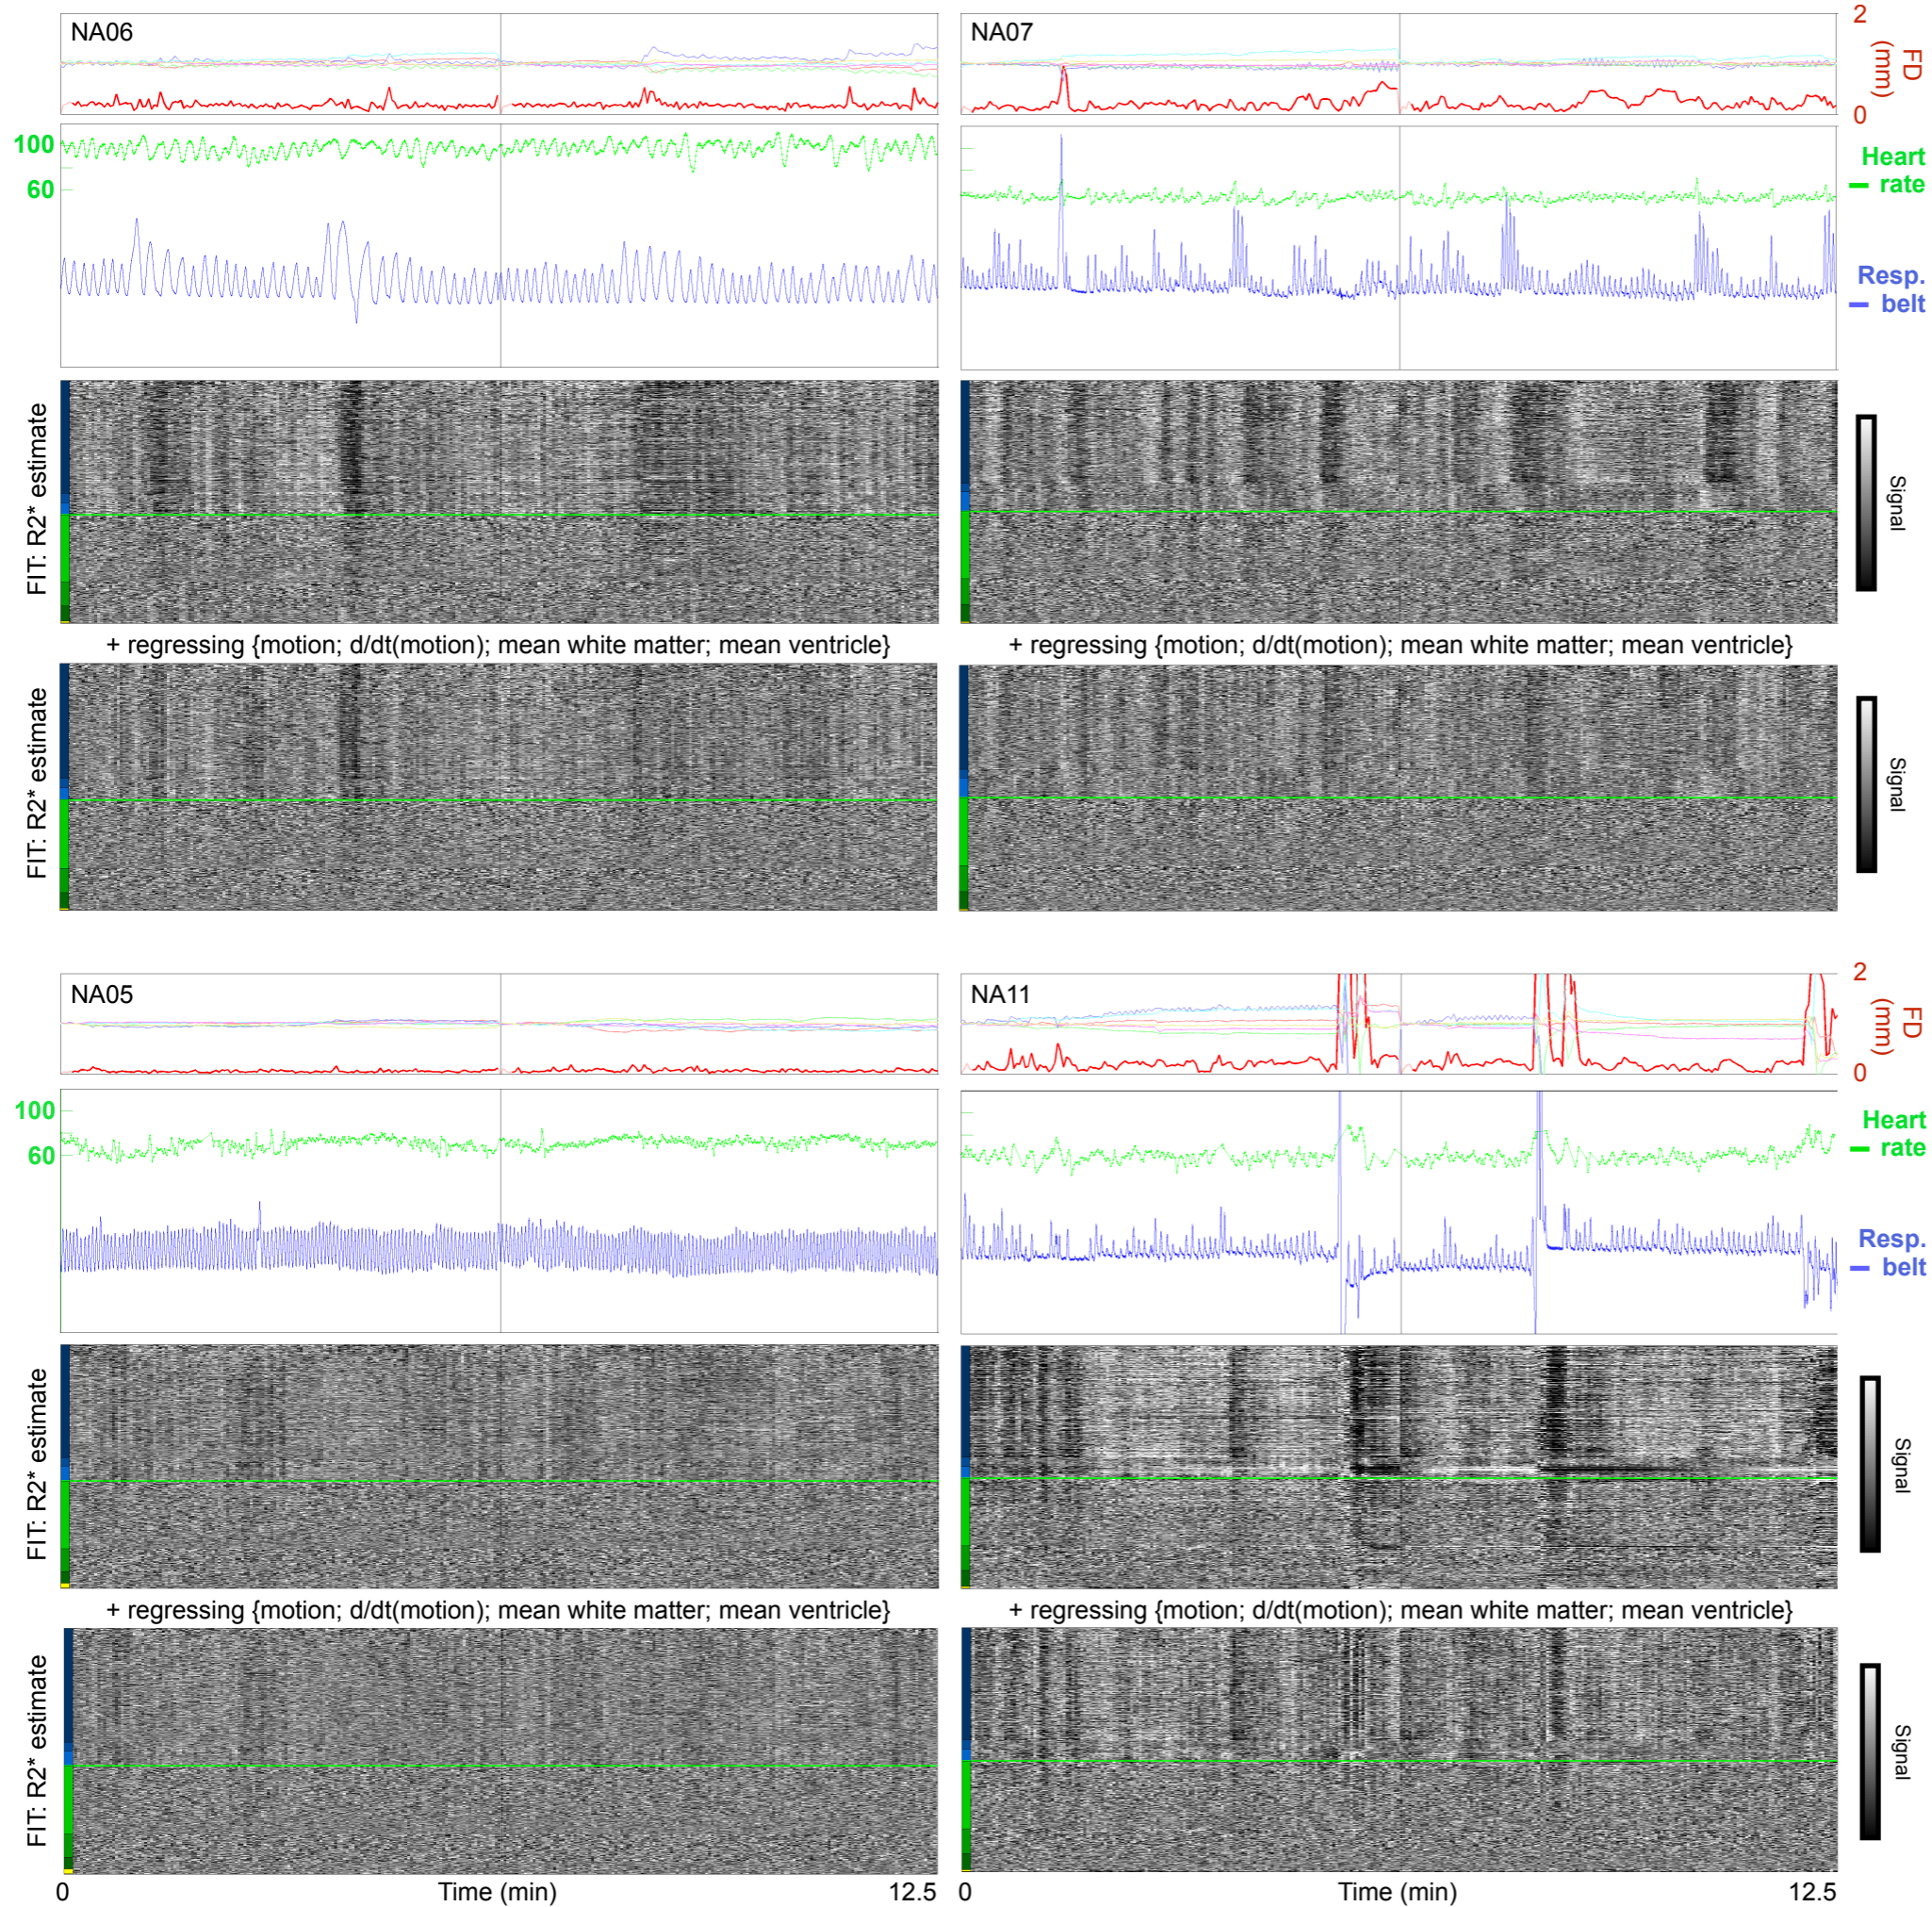 NA06
NA07
2
FD
(mm)
0
100
60
Heart
rate
Resp.
belt
FIT: R2* estimate
Signal
+ regressing {motion; d/dt(motion); mean white matter; mean ventricle}
+ regressing {motion; d/dt(motion); mean white matter; mean ventricle}
FIT: R2* estimate
Signal
NA05
NA11
2
FD
(mm)
0
100
60
Heart
rate
Resp.
belt
FIT: R2* estimate
Signal
+ regressing {motion; d/dt(motion); mean white matter; mean ventricle}
+ regressing {motion; d/dt(motion); mean white matter; mean ventricle}
FIT: R2* estimate
Signal
0 Time (min) 12.5
0 Time (min) 12.5